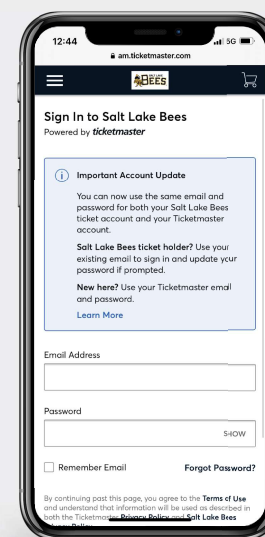 12:44
5G
am.ticketmaster.com
SALT LAKE
BEES
Sign In to Salt Lake Bees
Powered by ticketmaster
Important Account Update
You can now use the same email and
password for both your Salt Lake Bees
ticket account and your Ticketmaster
account.
Salt Lake Bees ticket holder? Use your
existing email to sign in and update your
password if prompted.
New here? Use your Ticketmaster email
and password.
Learn More
Email Address
Password
SHOW
Remember Email
Forgot Password?
By continuing past this page, you agree to the Terms of Use
and understand that information will be used as described in
both the Ticketmaster Privacy Policy and Salt Lake Bees
Privacy Policy